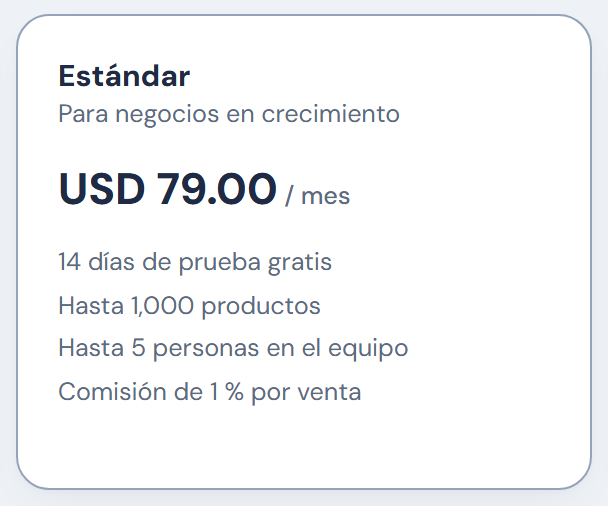 Estándar
Para negocios en crecimiento
USD 79.00 / mes
14 días de prueba gratis
Hasta 1,000 productos
Hasta 5 personas en el equipo
Comisión de 1 % por venta